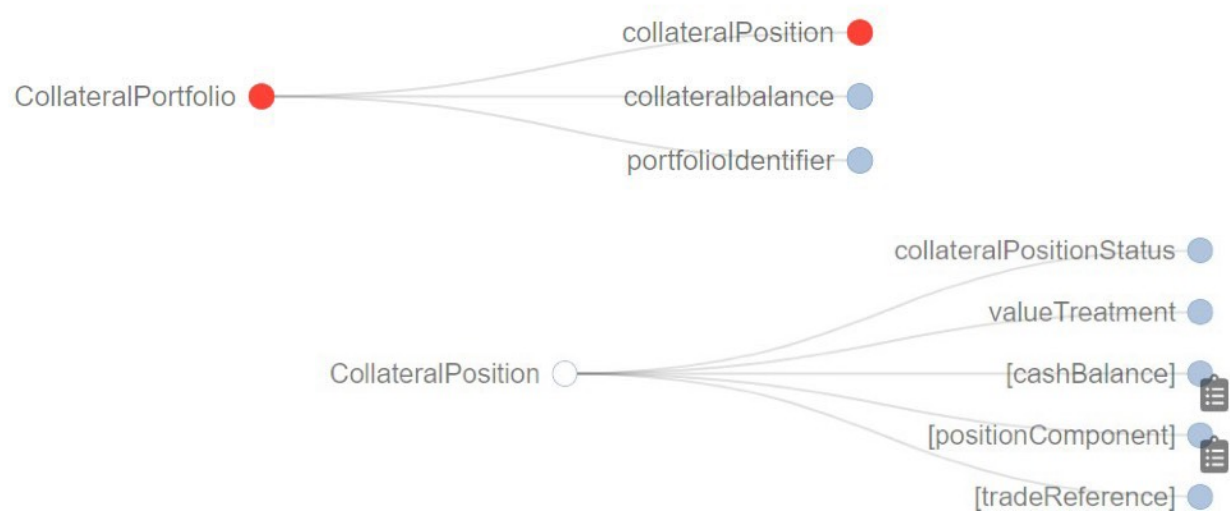 collateralPosition
CollateralPortfolio
collateralbalance
portfolioIdentifier
collateralPositionStatus
valueTreatment
CollateralPosition
[cashBalance]
[positionComponent]
[tradeReference]